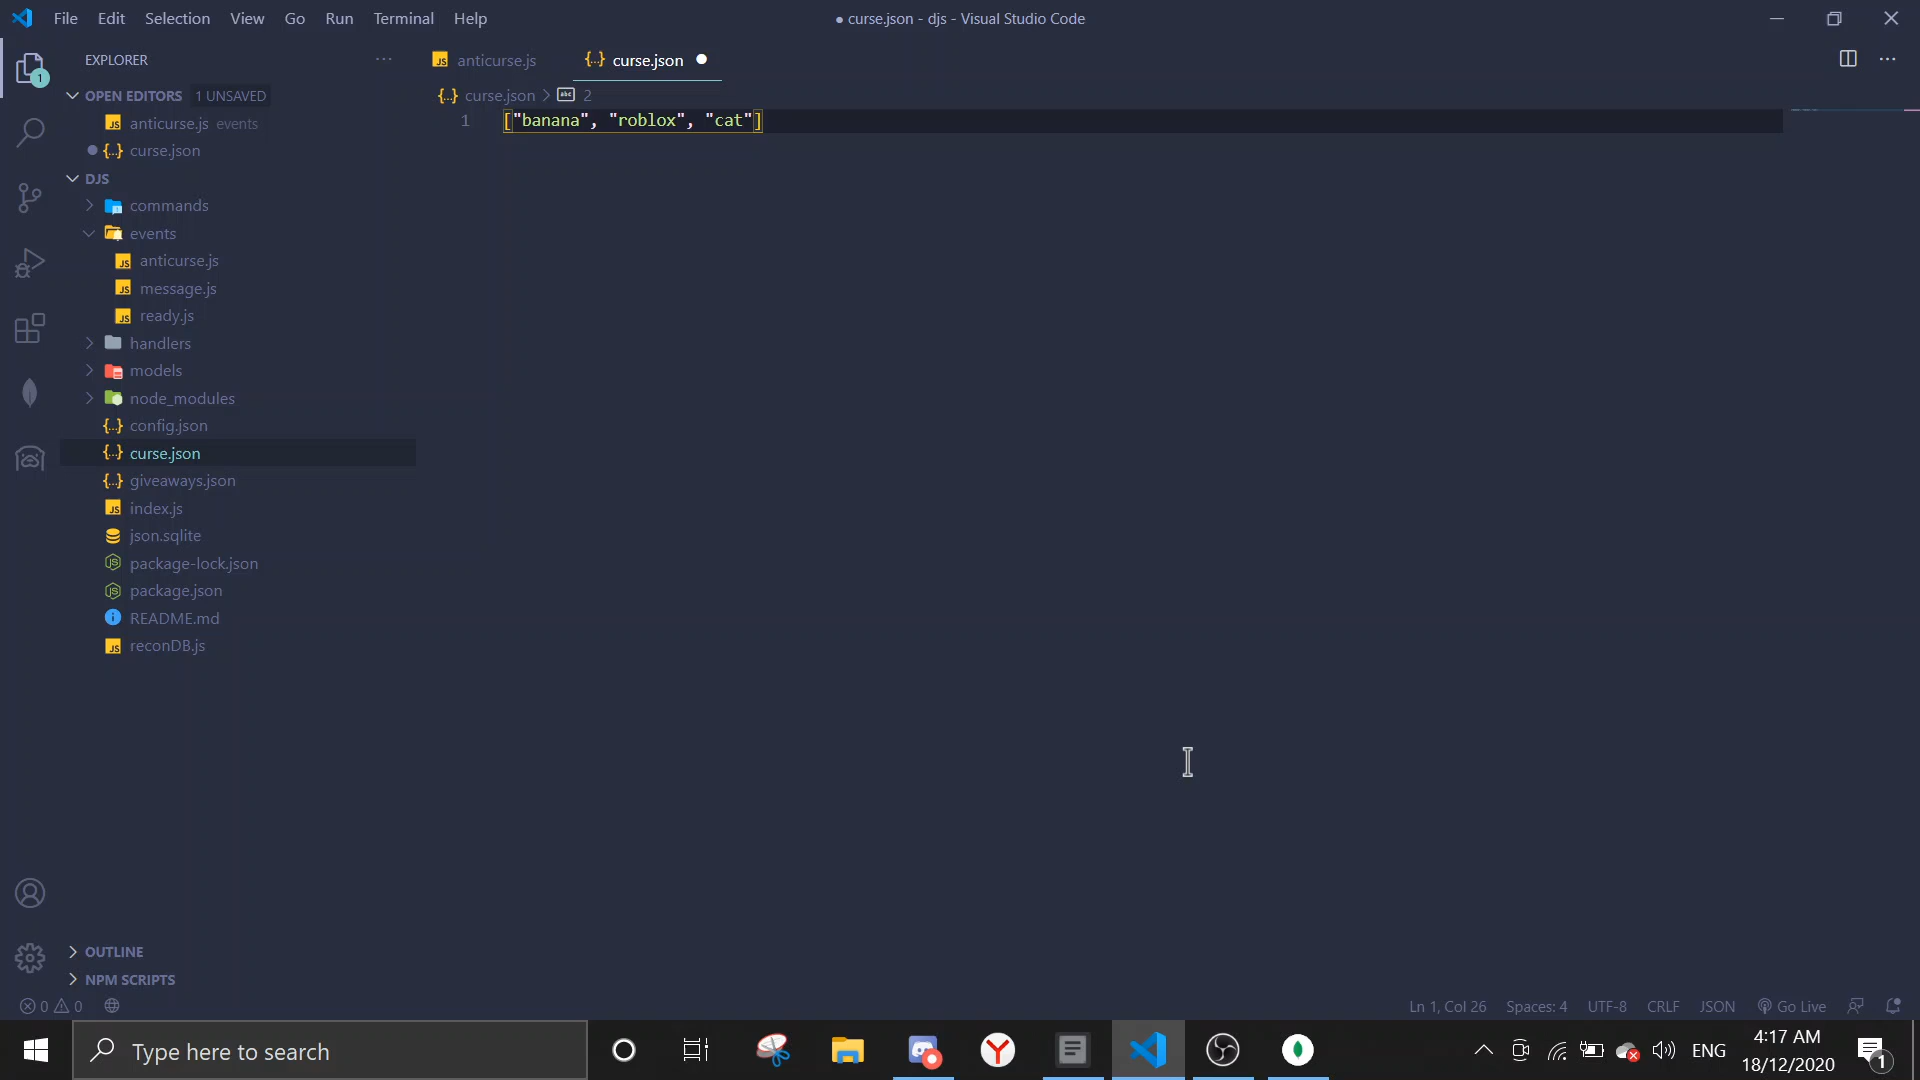 File Edit Selection View Go Run Terminal Help
● curse.json - djs - Visual Studio Code
EXPLORER
1
OPEN EDITORS 1 UNSAVED
anticurse.js events
curse.json
DJS
commands
events
anticurse.js
message.js
ready.js
handlers
models
node_modules
config.json
curse.json
giveaways.json
index.js
json.sqlite
package-lock.json
package.json
README.md
reconDB.js
OUTLINE
NPM SCRIPTS
anticurse.js
curse.json
curse.json > 2
1 ["banana", "roblox", "cat"]
0 0
Ln 1, Col 26 Spaces: 4 UTF-8 CRLF JSON Go Live
Type here to search
ENG
4:17 AM
18/12/2020
1